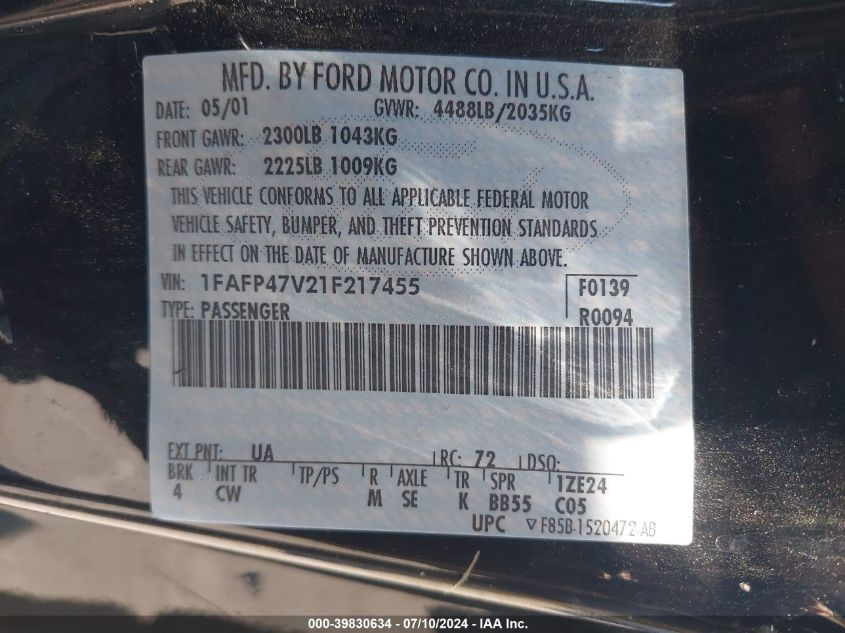 MFD. BY FORD MOTOR CO. IN U.S.A.
DATE: 05/01 GVWR: 4488LB/2035KG
FRONT GAWR: 2300LB 1043KG
REAR GAWR: 2225LB 1009KG
THIS VEHICLE CONFORMS TO ALL APPLICABLE FEDERAL MOTOR
VEHICLE SAFETY, BUMPER, AND THEFT PREVENTION STANDARDS
IN EFFECT ON THE DATE OF MANUFACTURE SHOWN ABOVE.
VIN: 1FAFP47V21F217455 F0139
TYPE: PASSENGER R0094
EXT PNT: UA RC: 72 DSO:
BRK INT TR TP/PS R AXLE TR SPR 1ZE24
4 CW M SE K BB55 C05
UPC ▽F85B-1520472-AB
000-39830634 - 07/10/2024 - IAA Inc.